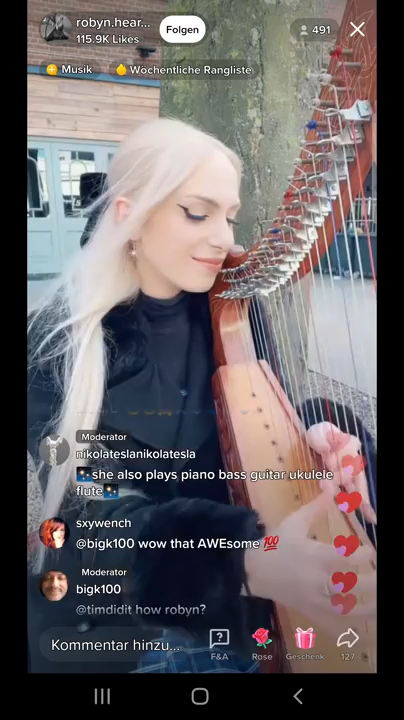 robyn.hear...
115.9K Likes
Folgen
491
Musik
Wöchentliche Rangliste
Moderator
nikolateslanikolatesla
🌃she also plays piano bass guitar ukulele
flute🌃
sxywench
@bigk100 wow that AWEsome 💯
Moderator
bigk100
@timdidit how robyn?
Kommentar hinzu...
F&A
Rose
Geschenk
127